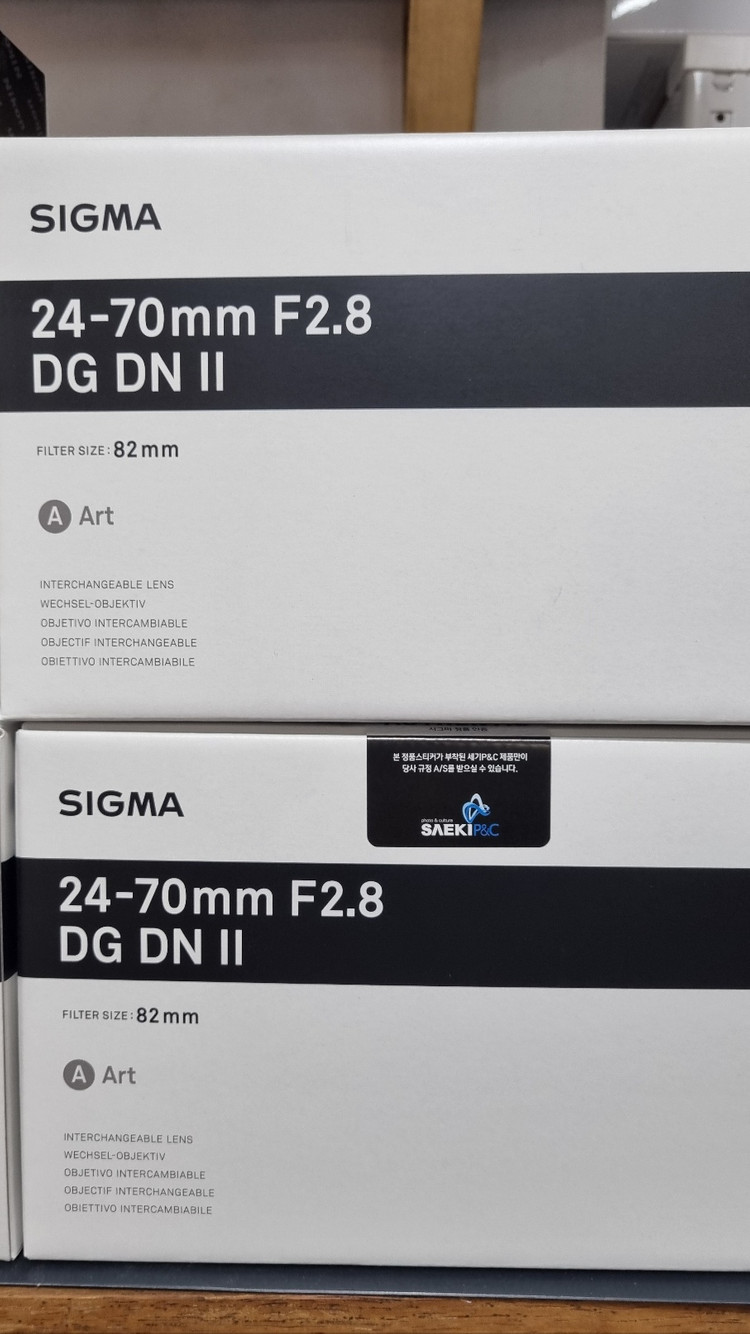 SIGMA
24-70mm F2.8
DG DN II
FILTER SIZE: 82mm
A Art
INTERCHANGEABLE LENS
WECHSEL-OBJEKTIV
OBJETIVO INTERCAMBIABLE
OBJECTIF INTERCHANGEABLE
OBIETTIVO INTERCAMBIABILE
본 정품스티커가 부착된 세기P&C 제품만이
당사 규정 A/S를 받으실 수 있습니다.
photo & culture
SAEKI P&C
SIGMA
24-70mm F2.8
DG DN II
FILTER SIZE: 82mm
A Art
INTERCHANGEABLE LENS
WECHSEL-OBJEKTIV
OBJETIVO INTERCAMBIABLE
OBJECTIF INTERCHANGEABLE
OBIETTIVO INTERCAMBIABILE